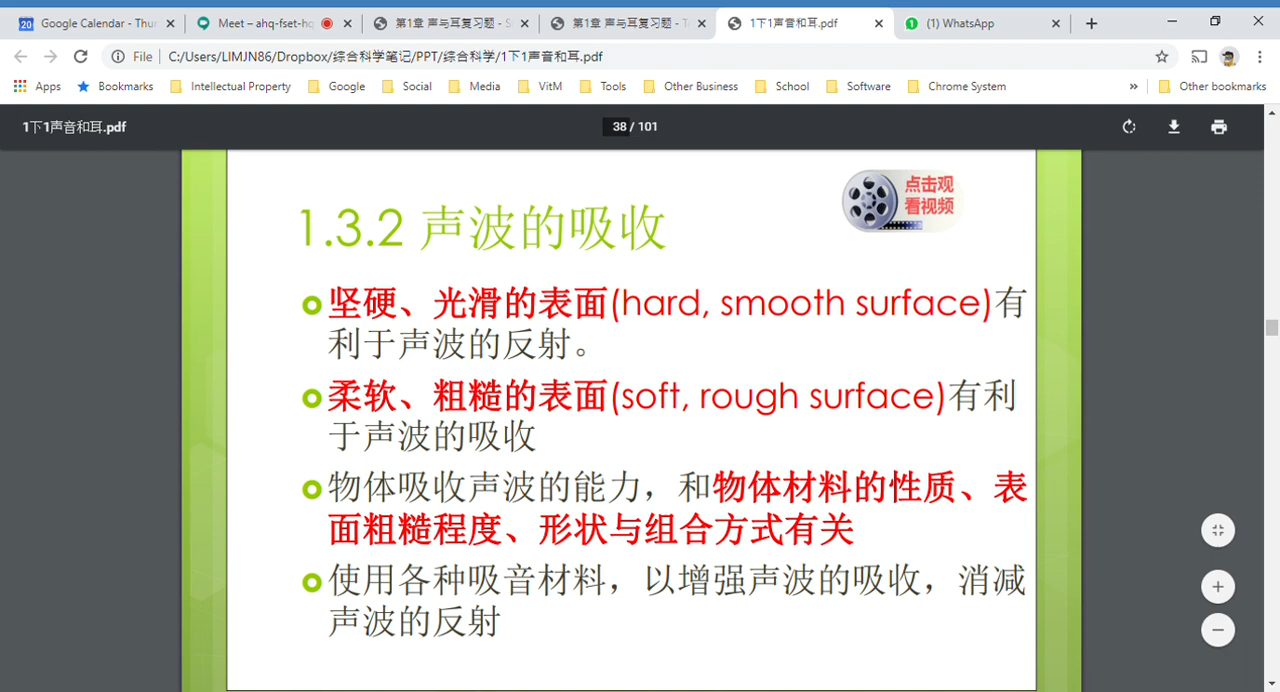 20 Google Calendar - Thu
Meet – ahq-fset-hq
第1章 声与耳复习题 - S
第1章 声与耳复习题 - T
1下1声音和耳.pdf
1 (1) WhatsApp
File C:/Users/LIMJN86/Dropbox/综合科学笔记/PPT/综合科学/1下1声音和耳.pdf
Apps Bookmarks Intellectual Property Google Social Media VitM Tools Other Business School Software Chrome System » Other bookmarks
1下1声音和耳.pdf 38 / 101
点击观
看视频
1.3.2 声波的吸收
坚硬、光滑的表面(hard, smooth surface)有
利于声波的反射。
柔软、粗糙的表面(soft, rough surface)有利
于声波的吸收
物体吸收声波的能力，和物体材料的性质、表
面粗糙程度、形状与组合方式有关
使用各种吸音材料，以增强声波的吸收，消减
声波的反射